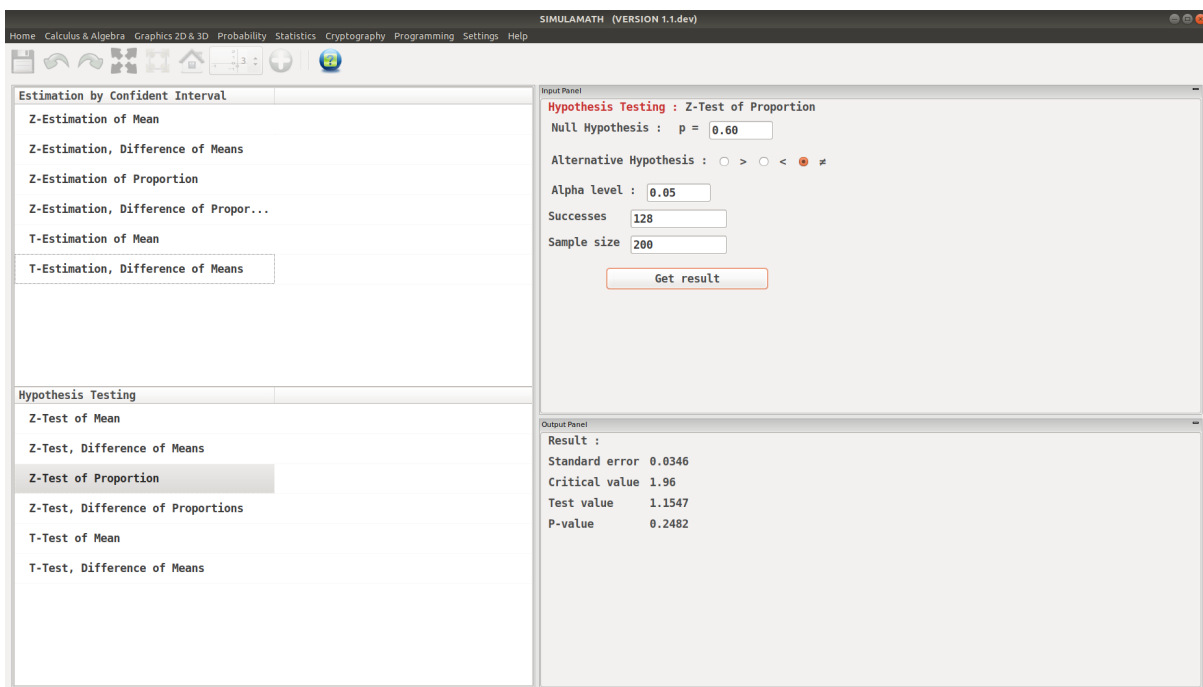 SIMULAMATH (VERSION 1.1.dev)
Home Calculus & Algebra Graphics 2D & 3D Probability Statistics Cryptography Programming Settings Help
3
Estimation by Confident Interval
Z-Estimation of Mean
Z-Estimation, Difference of Means
Z-Estimation of Proportion
Z-Estimation, Difference of Propor...
T-Estimation of Mean
T-Estimation, Difference of Means
Hypothesis Testing
Z-Test of Mean
Z-Test, Difference of Means
Z-Test of Proportion
Z-Test, Difference of Proportions
T-Test of Mean
T-Test, Difference of Means
Input Panel
Hypothesis Testing : Z-Test of Proportion
Null Hypothesis : p = 0.60
Alternative Hypothesis : > < ≠
Alpha level : 0.05
Successes 128
Sample size 200
Get result
Output Panel
Result :
Standard error 0.0346
Critical value 1.96
Test value 1.1547
P-value 0.2482